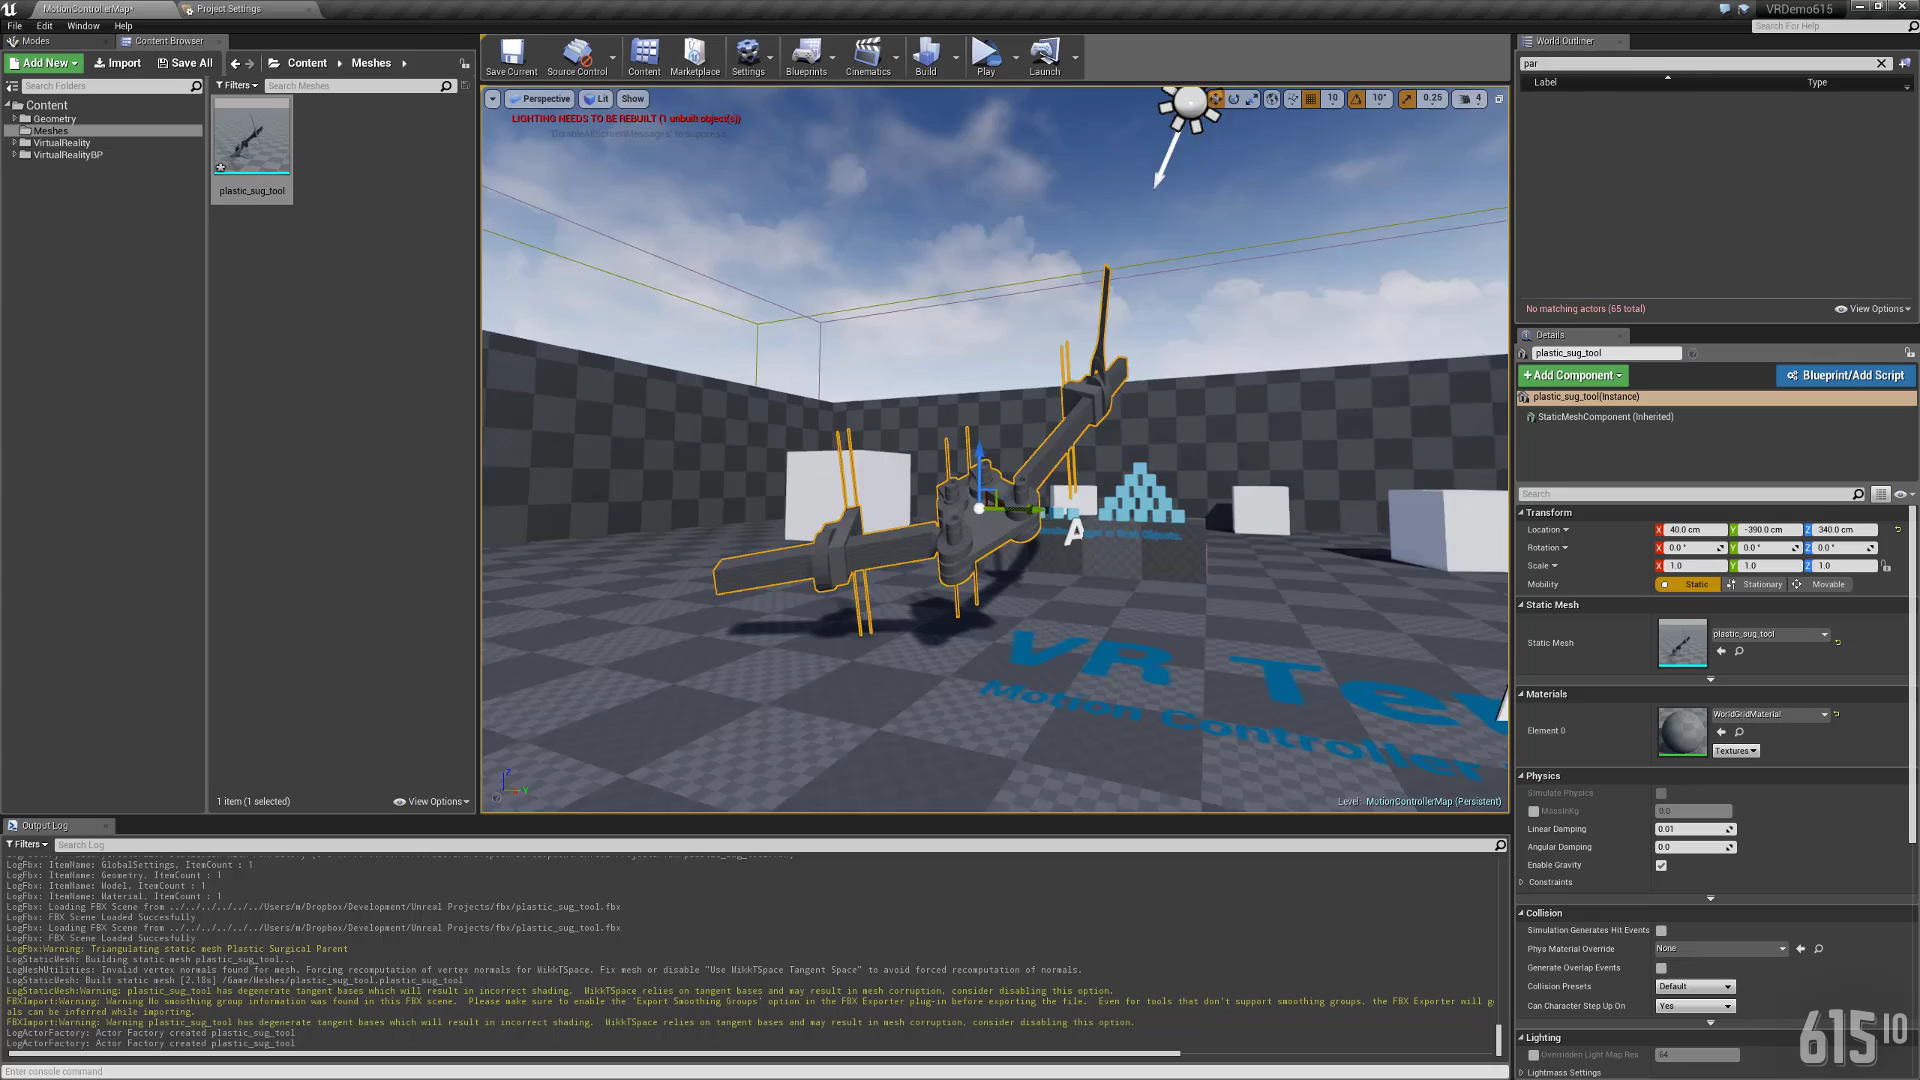 MotionControllerMap*
Project Settings
VRDemo615
File Edit Window Help
Search For Help
Modes
Content Browser
Add New
Import
Save All
Content
Meshes
Search Folders
Filters
Search Meshes
Content
Geometry
Meshes
VirtualReality
VirtualRealityBP
plastic_sug_tool
1 item (1 selected)
View Options
Save Current
Source Control
Content
Marketplace
Settings
Blueprints
Cinematics
Build
Play
Launch
Perspective
Lit
Show
10
10°
0.25
4
LIGHTING NEEDS TO BE REBUILT (1 unbuilt object(s))
'DisableAllScreenMessages' to suppress
A
VR Te
Motion Controller
Level: MotionControllerMap (Persistent)
World Outliner
par
Label
Type
No matching actors (65 total)
View Options
Details
plastic_sug_tool
+Add Component
Blueprint/Add Script
plastic_sug_tool(Instance)
StaticMeshComponent (Inherited)
Search
Transform
Location X 40.0 cm Y -390.0 cm Z 340.0 cm
Rotation X 0.0 ° Y 0.0 ° Z 0.0 °
Scale X 1.0 Y 1.0 Z 1.0
Mobility Static Stationary Movable
Static Mesh
Static Mesh
plastic_sug_tool
Materials
Element 0
WorldGridMaterial
Textures
Physics
Simulate Physics
MassInKg 0.0
Linear Damping 0.01
Angular Damping 0.0
Enable Gravity
Constraints
Collision
Simulation Generates Hit Events
Phys Material Override None
Generate Overlap Events
Collision Presets Default
Can Character Step Up On Yes
Lighting
Overridden Light Map Res 64
Lightmass Settings
Output Log
Filters
Search Log
LogFbx: ItemName: GlobalSettings, ItemCount : 1
LogFbx: ItemName: Geometry, ItemCount : 1
LogFbx: ItemName: Model, ItemCount : 1
LogFbx: ItemName: Material, ItemCount : 1
LogFbx: Loading FBX Scene from ../../../../../../Users/m/Dropbox/Development/Unreal Projects/fbx/plastic_sug_tool.fbx
LogFbx: FBX Scene Loaded Succesfully
LogFbx: Loading FBX Scene from ../../../../../../Users/m/Dropbox/Development/Unreal Projects/fbx/plastic_sug_tool.fbx
LogFbx: FBX Scene Loaded Succesfully
LogFbx:Warning: Triangulating static mesh Plastic Surgical Parent
LogStaticMesh: Building static mesh plastic_sug_tool...
LogMeshUtilities: Invalid vertex normals found for mesh. Forcing recomputation of vertex normals for MikkTSpace. Fix mesh or disable "Use MikkTSpace Tangent Space" to avoid forced recomputation of normals.
LogStaticMesh: Built static mesh [2.18s] /Game/Meshes/plastic_sug_tool.plastic_sug_tool
LogStaticMesh:Warning: plastic_sug_tool has degenerate tangent bases which will result in incorrect shading. MikkTSpace relies on tangent bases and may result in mesh corruption, consider disabling this option.
FBXImport:Warning: Warning No smoothing group information was found in this FBX scene. Please make sure to enable the 'Export Smoothing Groups' option in the FBX Exporter plug-in before exporting the file. Even for tools that don't support smoothing groups, the FBX Exporter will ge
als can be inferred while importing.
FBXImport:Warning: Warning plastic_sug_tool has degenerate tangent bases which will result in incorrect shading. MikkTSpace relies on tangent bases and may result in mesh corruption, consider disabling this option.
LogActorFactory: Actor Factory created plastic_sug_tool
LogActorFactory: Actor Factory created plastic_sug_tool
Enter console command
615 IO